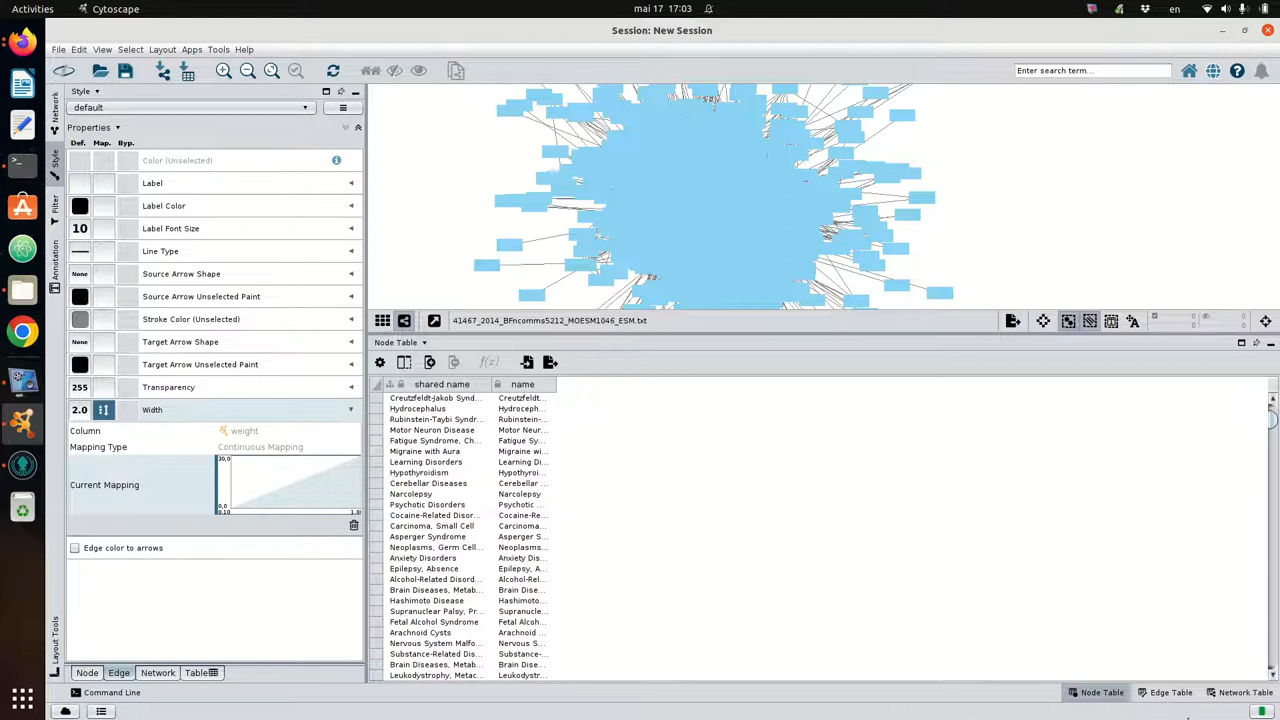 Activities
Cytoscape
mai 17 17:03
en
Session: New Session
File Edit View Select Layout Apps Tools Help
Enter search term...
Network
Style
Filter
Annotation
Layout Tools
Style
default
Properties
Def. Map. Byp.
Color (Unselected)
Label
Label Color
10 Label Font Size
Line Type
None Source Arrow Shape
Source Arrow Unselected Paint
Stroke Color (Unselected)
None Target Arrow Shape
Target Arrow Unselected Paint
255 Transparency
2.0 Width
Column weight
Mapping Type Continuous Mapping
Current Mapping
Edge color to arrows
Node Edge Network Table
Command Line
41467_2014_BFncomms5212_MOESM1046_ESM.txt
0 0
0 0
Node Table
f(x)
shared name name
Creutzfeldt-Jakob Synd... Creutzfeldt...
Hydrocephalus Hydroceph...
Rubinstein-Taybi Syndr... Rubinstein-...
Motor Neuron Disease Motor Neur...
Fatigue Syndrome, Ch... Fatigue Sy...
Migraine with Aura Migraine wi...
Learning Disorders Learning Di...
Hypothyroidism Hypothyroi...
Cerebellar Diseases Cerebellar ...
Narcolepsy Narcolepsy
Psychotic Disorders Psychotic ...
Cocaine-Related Disor... Cocaine-Re...
Carcinoma, Small Cell Carcinoma...
Asperger Syndrome Asperger S...
Neoplasms, Germ Cell... Neoplasms...
Anxiety Disorders Anxiety Dis...
Epilepsy, Absence Epilepsy, A...
Alcohol-Related Disord... Alcohol-Rel...
Brain Diseases, Metab... Brain Dise...
Hashimoto Disease Hashimoto...
Supranuclear Palsy, Pr... Supranucle...
Fetal Alcohol Syndrome Fetal Alcoh...
Arachnoid Cysts Arachnoid ...
Nervous System Malfo... Nervous S...
Substance-Related Dis... Substance-...
Brain Diseases, Metab... Brain Dise...
Leukodystrophy, Metac... Leukodystr...
Node Table Edge Table Network Table